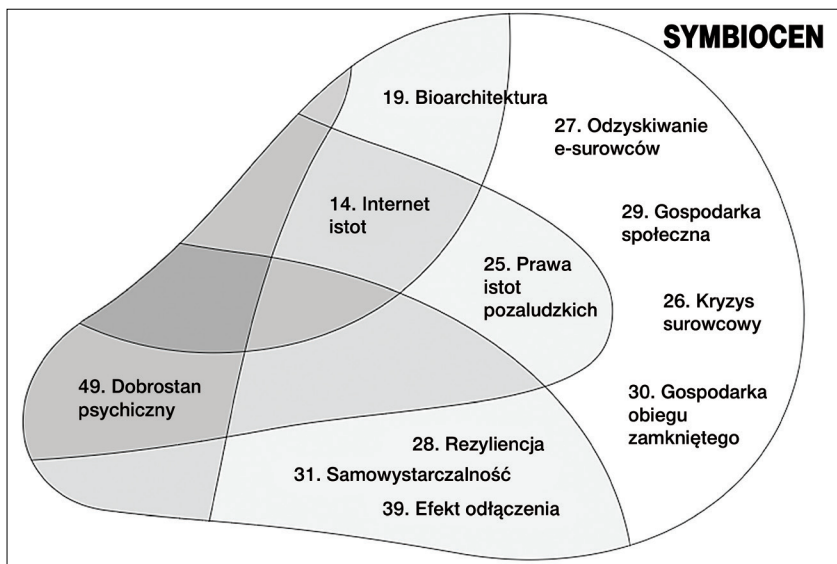 SYMBIOCEN
19. Bioarchitektura
27. Odzyskiwanie
e-surowców
14. Internet
istot
29. Gospodarka
społeczna
25. Prawa
istot
pozaludzkich
26. Kryzys
surowcowy
49. Dobrostan
psychiczny
30. Gospodarka
obiegu
zamkniętego
28. Rezyliencja
31. Samowystarczalność
39. Efekt odłączenia